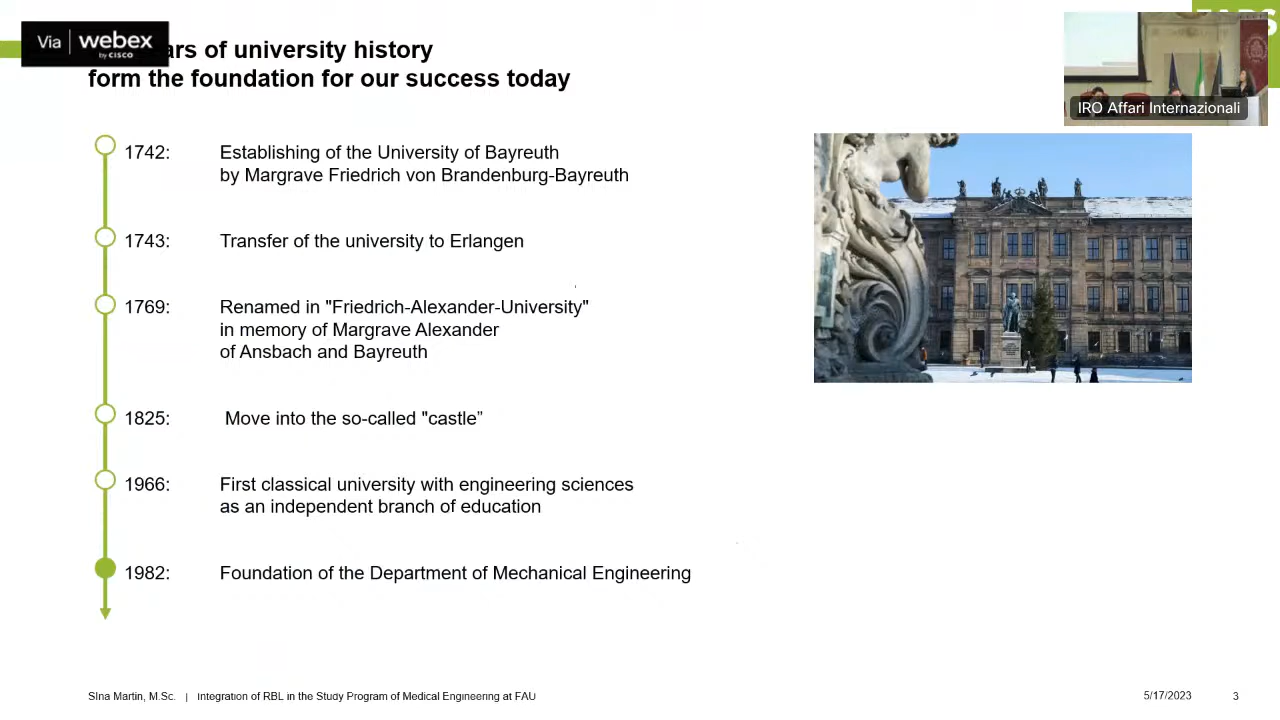 Via webex
by CISCO
ars of university history
form the foundation for our success today
IRO Affari Internazionali
1742: Establishing of the University of Bayreuth
by Margrave Friedrich von Brandenburg-Bayreuth
1743: Transfer of the university to Erlangen
1769: Renamed in "Friedrich-Alexander-University"
in memory of Margrave Alexander
of Ansbach and Bayreuth
1825: Move into the so-called "castle”
1966: First classical university with engineering sciences
as an independent branch of education
1982: Foundation of the Department of Mechanical Engineering
Sina Martin, M.Sc. | Integration of RBL in the Study Program of Medical Engineering at FAU
5/17/2023 3